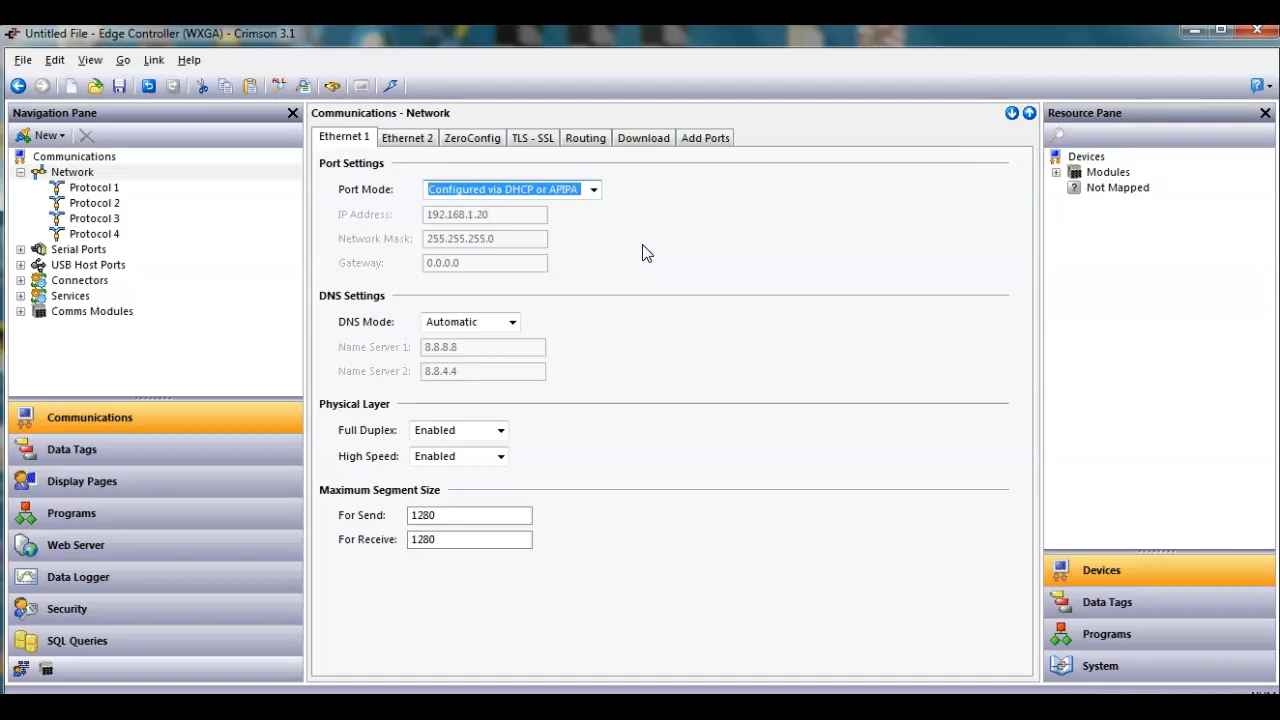 Untitled File - Edge Controller (WXGA) - Crimson 3.1
File Edit View Go Link Help
Navigation Pane
New
Communications
Network
Protocol 1
Protocol 2
Protocol 3
Protocol 4
Serial Ports
USB Host Ports
Connectors
Services
Comms Modules
Communications
Data Tags
Display Pages
Programs
Web Server
Data Logger
Security
SQL Queries
Communications - Network
Ethernet 1 Ethernet 2 ZeroConfig TLS - SSL Routing Download Add Ports
Port Settings
Port Mode: Configured via DHCP or APIPA
IP Address: 192.168.1.20
Network Mask: 255.255.255.0
Gateway: 0.0.0.0
DNS Settings
DNS Mode: Automatic
Name Server 1: 8.8.8.8
Name Server 2: 8.8.4.4
Physical Layer
Full Duplex: Enabled
High Speed: Enabled
Maximum Segment Size
For Send: 1280
For Receive: 1280
Resource Pane
Devices
Modules
Not Mapped
Devices
Data Tags
Programs
System